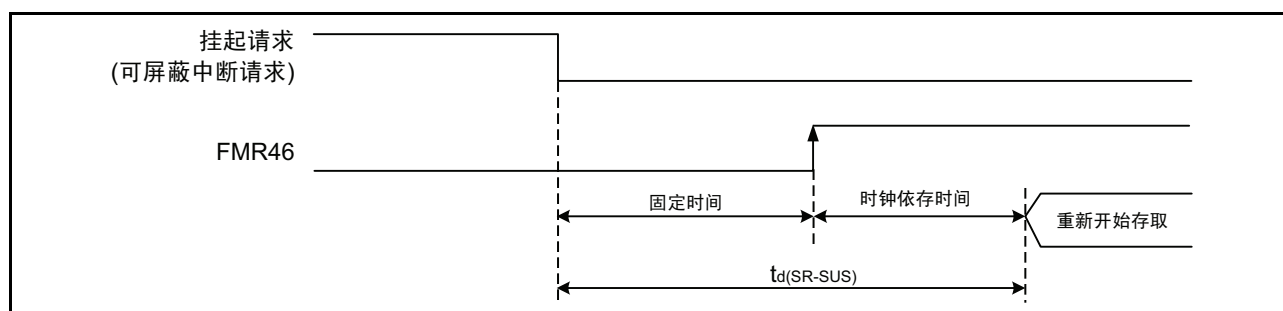 挂起请求
(可屏蔽中断请求)
FMR46
固定时间
时钟依存时间
重新开始存取
td(SR-SUS)